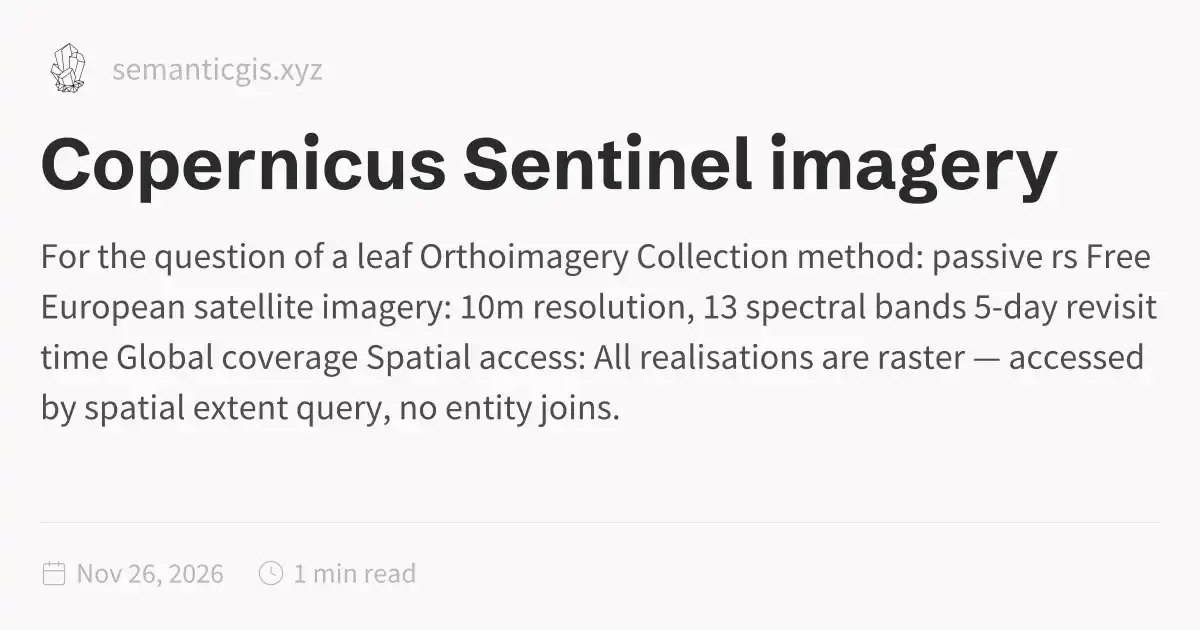 semanticgis.xyz
Copernicus Sentinel imagery
For the question of a leaf Orthoimagery Collection method: passive rs Free
European satellite imagery: 10m resolution, 13 spectral bands 5-day revisit
time Global coverage Spatial access: All realisations are raster — accessed
by spatial extent query, no entity joins.
Nov 26, 2026 1 min read